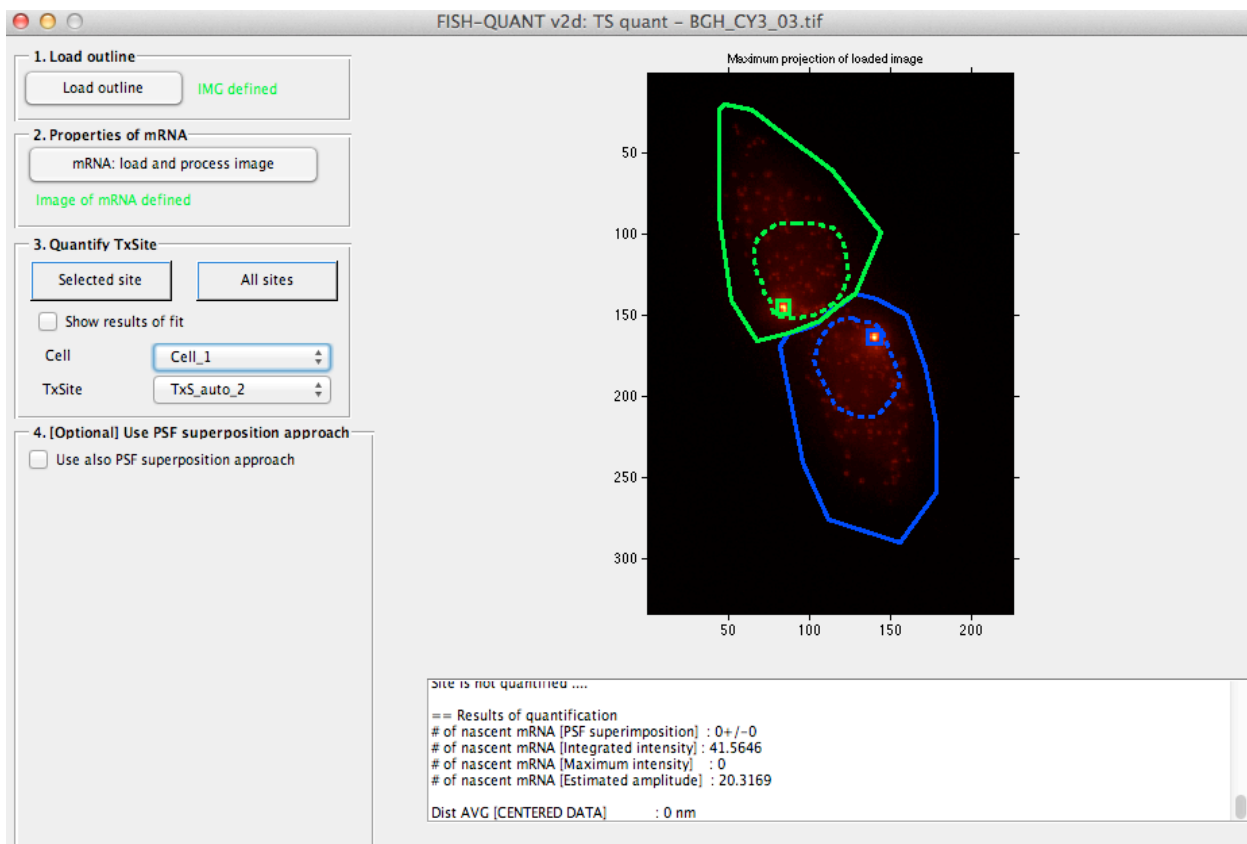 FISH-QUANT v2d: TS quant - BGH_CY3_03.tif
1. Load outline
Load outline
IMG defined
2. Properties of mRNA
mRNA: load and process image
Image of mRNA defined
3. Quantify TxSite
Selected site
All sites
Show results of fit
Cell
Cell_1
TxSite
TxS_auto_2
4. [Optional] Use PSF superposition approach
Use also PSF superposition approach
Maximum projection of loaded image
50
100
150
200
250
300
50 100 150 200
Site is not quantified ....
== Results of quantification
# of nascent mRNA [PSF superimposition] : 0+/-0
# of nascent mRNA [Integrated intensity] : 41.5646
# of nascent mRNA [Maximum intensity] : 0
# of nascent mRNA [Estimated amplitude] : 20.3169
Dist AVG [CENTERED DATA] : 0 nm